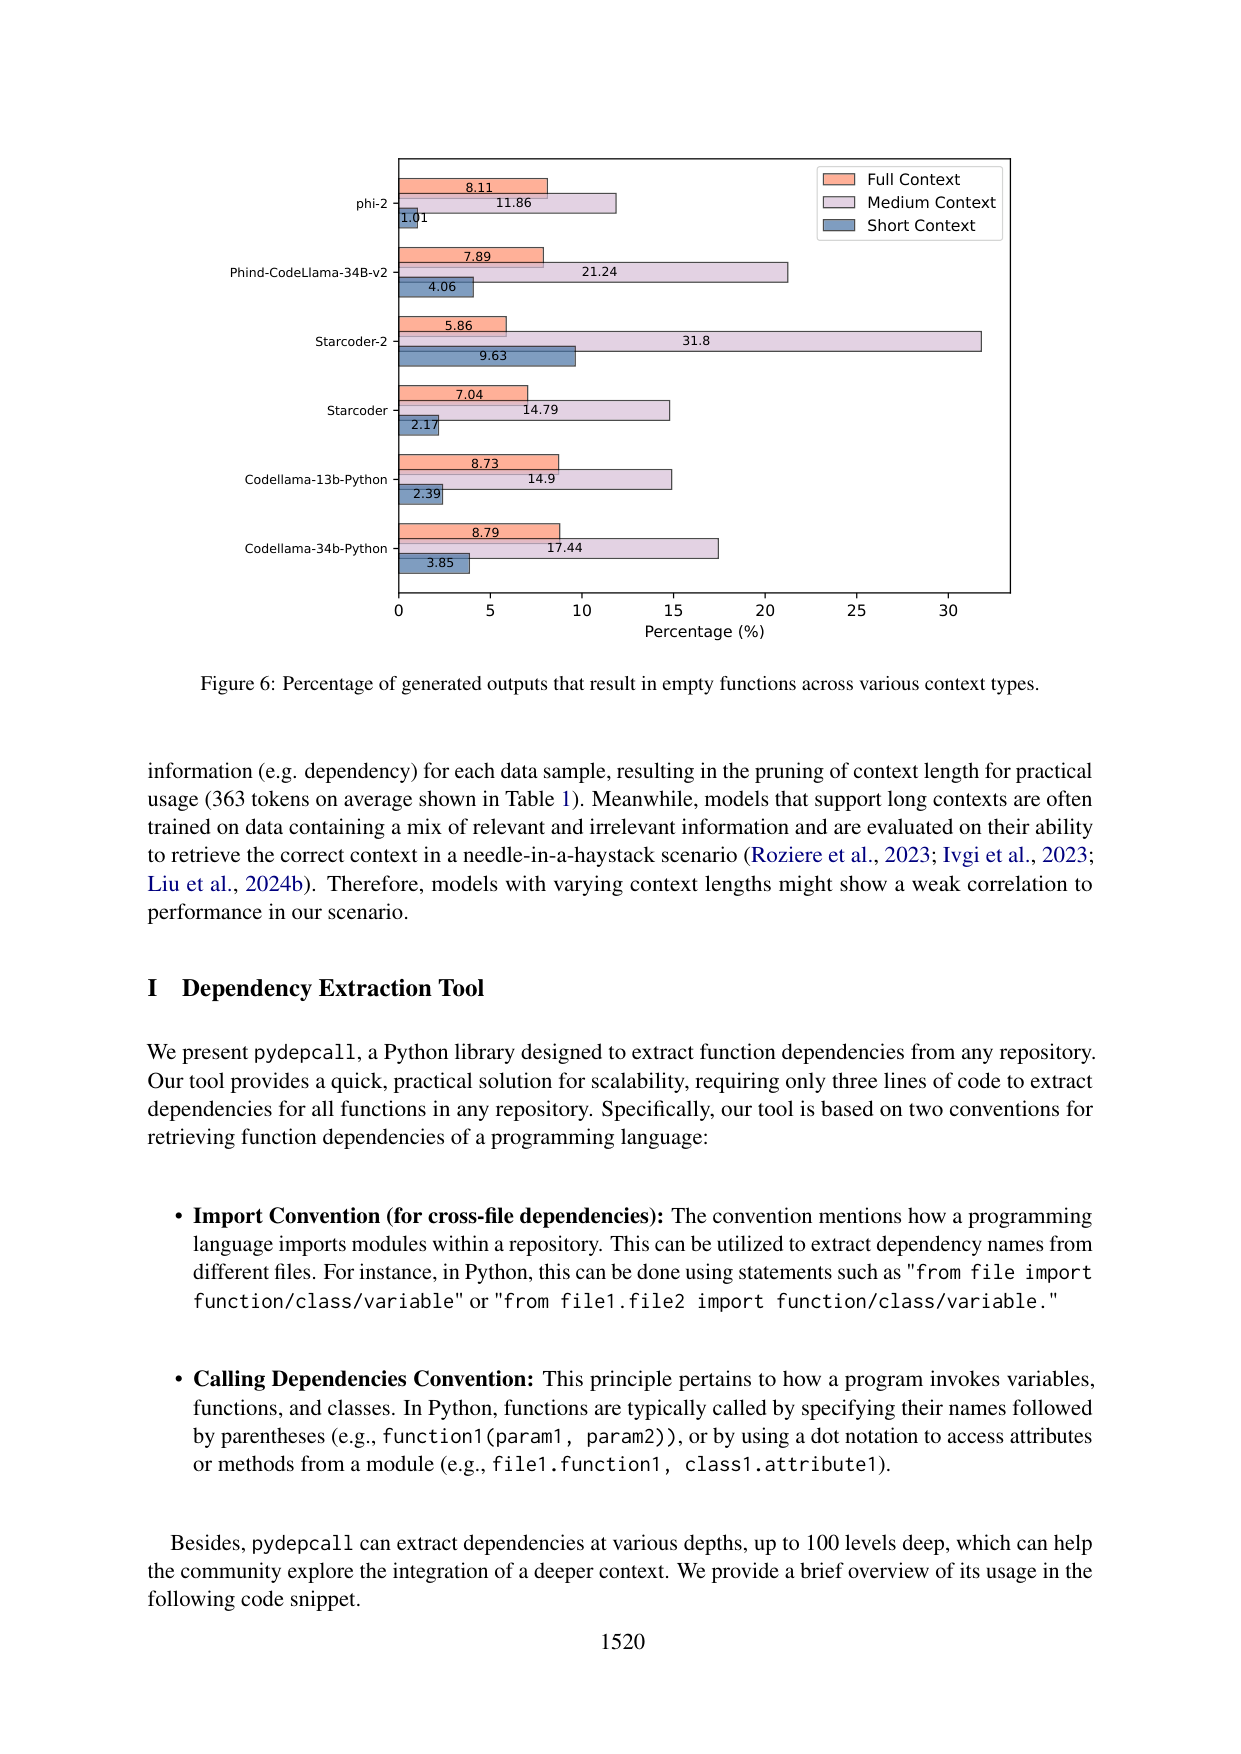 Full Context
Medium Context
Short Context
phi-2
8.11
11.86
1.01
Phind-CodeLlama-34B-v2
7.89
21.24
4.06
Starcoder-2
5.86
31.8
9.63
Starcoder
7.04
14.79
2.17
Codellama-13b-Python
8.73
14.9
2.39
Codellama-34b-Python
8.79
17.44
3.85
0 5 10 15 20 25 30
Percentage (%)
Figure 6: Percentage of generated outputs that result in empty functions across various context types.
information (e.g. dependency) for each data sample, resulting in the pruning of context length for practical
usage (363 tokens on average shown in Table 1). Meanwhile, models that support long contexts are often
trained on data containing a mix of relevant and irrelevant information and are evaluated on their ability
to retrieve the correct context in a needle-in-a-haystack scenario (Roziere et al., 2023; Ivgi et al., 2023;
Liu et al., 2024b). Therefore, models with varying context lengths might show a weak correlation to
performance in our scenario.
I Dependency Extraction Tool
We present pydepcall, a Python library designed to extract function dependencies from any repository.
Our tool provides a quick, practical solution for scalability, requiring only three lines of code to extract
dependencies for all functions in any repository. Specifically, our tool is based on two conventions for
retrieving function dependencies of a programming language:
• Import Convention (for cross-file dependencies): The convention mentions how a programming
language imports modules within a repository. This can be utilized to extract dependency names from
different files. For instance, in Python, this can be done using statements such as "from file import
function/class/variable" or "from file1.file2 import function/class/variable."
• Calling Dependencies Convention: This principle pertains to how a program invokes variables,
functions, and classes. In Python, functions are typically called by specifying their names followed
by parentheses (e.g., function1(param1, param2)), or by using a dot notation to access attributes
or methods from a module (e.g., file1.function1, class1.attribute1).
Besides, pydepcall can extract dependencies at various depths, up to 100 levels deep, which can help
the community explore the integration of a deeper context. We provide a brief overview of its usage in the
following code snippet.
1520